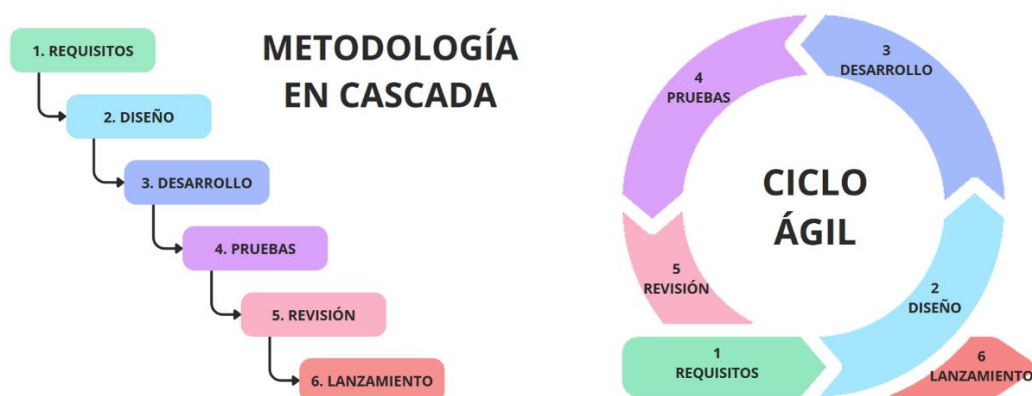 METODOLOGÍA
EN CASCADA
1. REQUISITOS
2. DISEÑO
3. DESARROLLO
4. PRUEBAS
5. REVISIÓN
6. LANZAMIENTO
CICLO
ÁGIL
1
REQUISITOS
2
DISEÑO
3
DESARROLLO
4
PRUEBAS
5
REVISIÓN
6
LANZAMIENTO